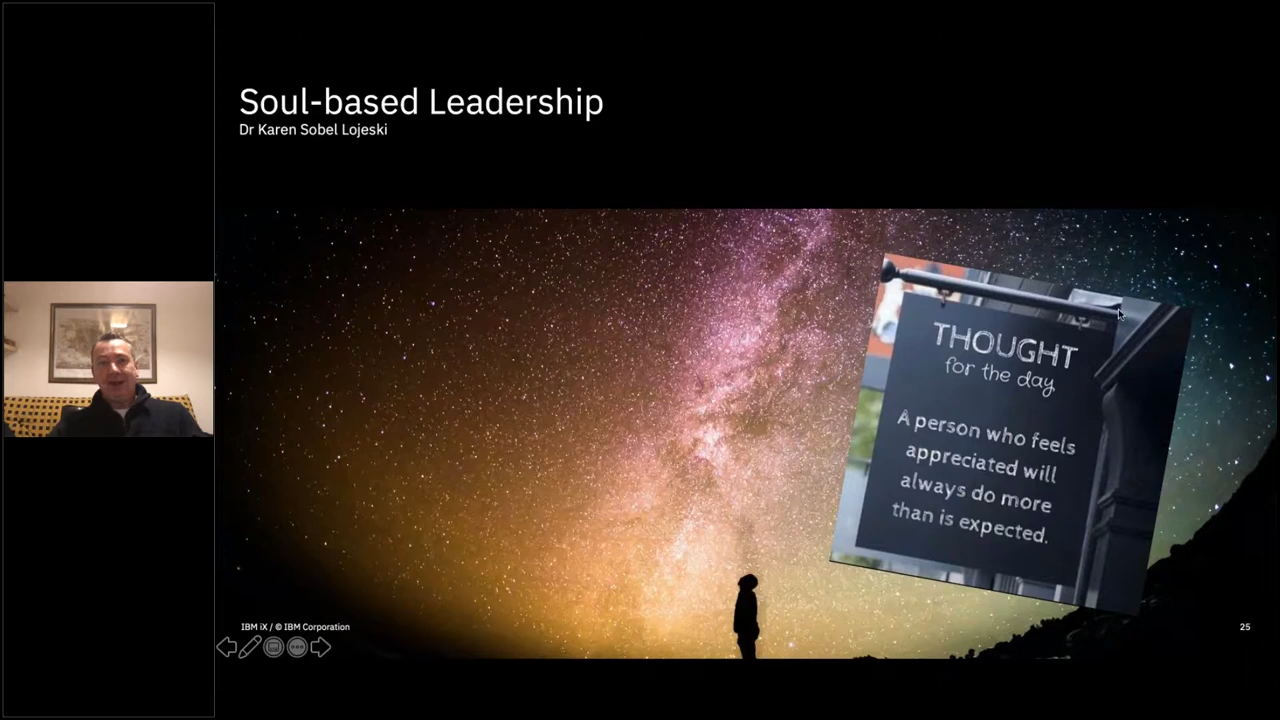 Soul-based Leadership
Dr Karen Sobel Lojeski
THOUGHT
for the day
A person who feels
appreciated will
always do more
than is expected.
IBM iX / © IBM Corporation
25